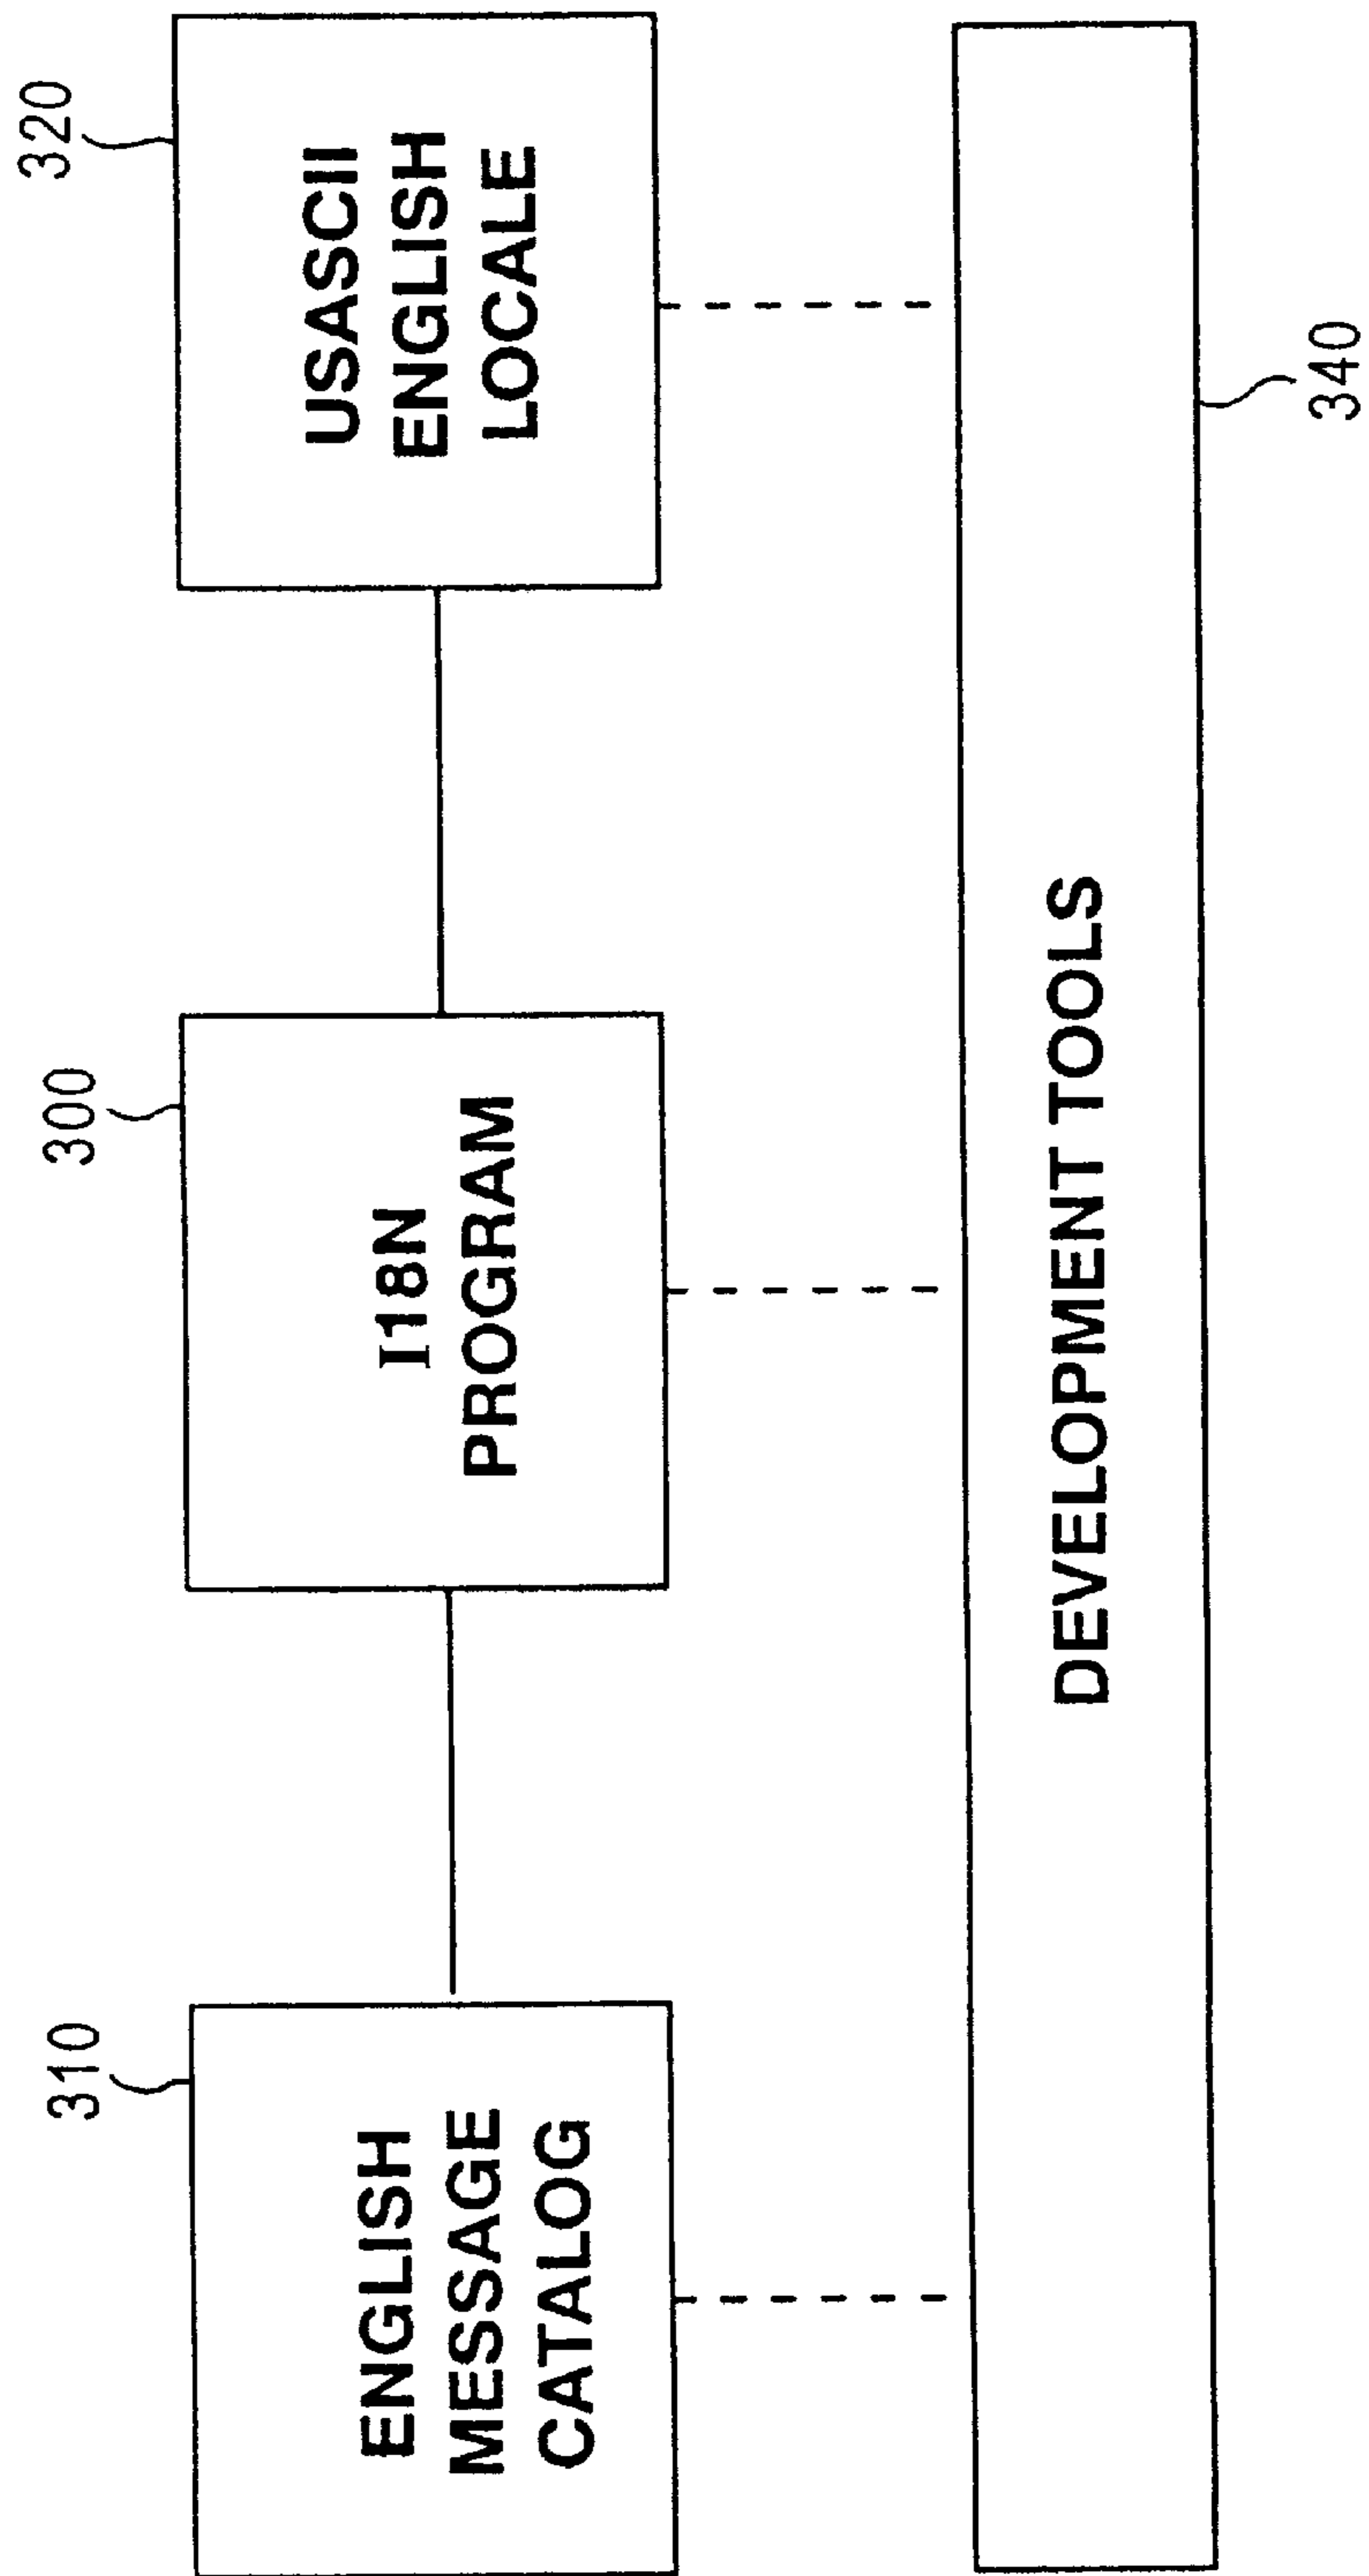 310
ENGLISH
MESSAGE
CATALOG
300
I18N
PROGRAM
320
USASCII
ENGLISH
LOCALE
DEVELOPMENT TOOLS
340